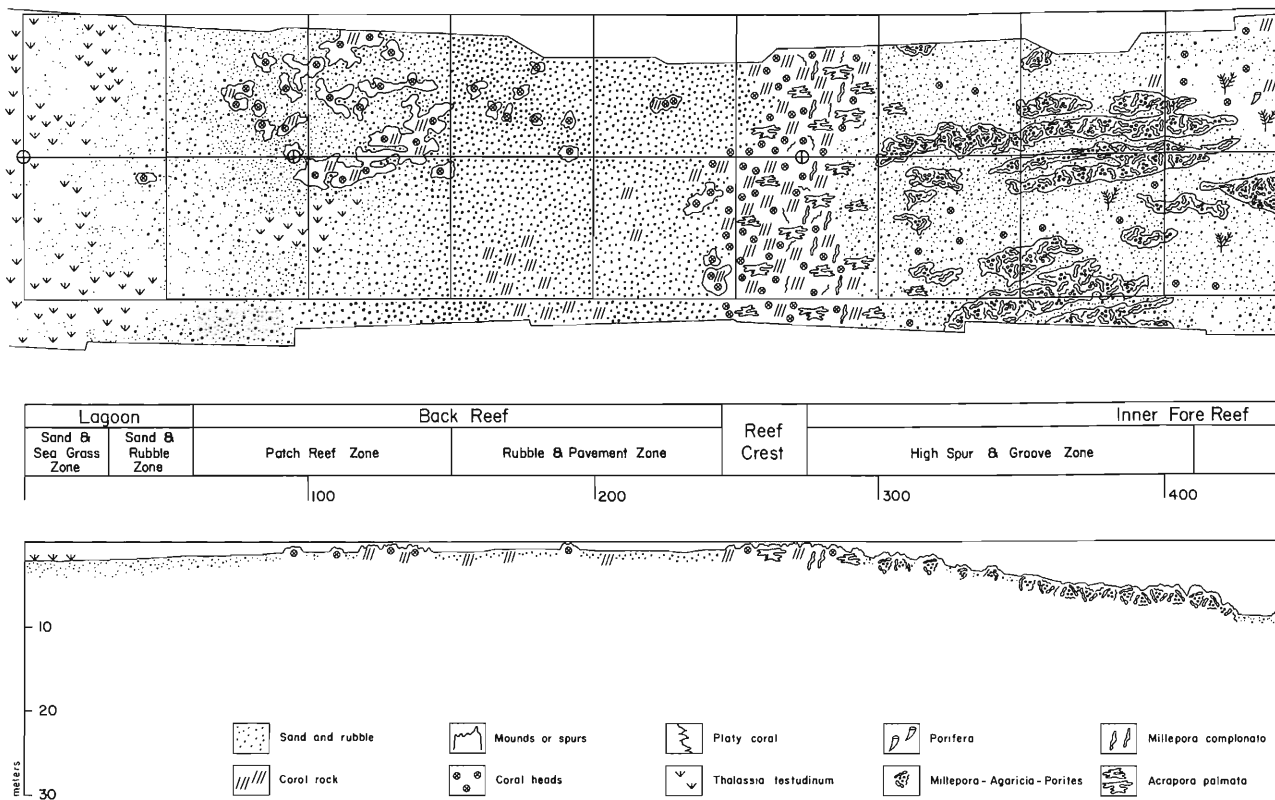 Lagoon
Back Reef
Reef
Crest
Inner Fore Reef
Sand &
Sea Grass
Zone
Sand &
Rubble
Zone
Patch Reef Zone
Rubble & Pavement Zone
High Spur & Groove Zone
100
200
300
400
10
20
30
meters
Sand and rubble
Mounds or spurs
Platy coral
Porifera
Millepora complonato
Corol rock
Coral heads
Thalassia testudinum
Millepora - Agaricia - Porites
Acrapora palmata